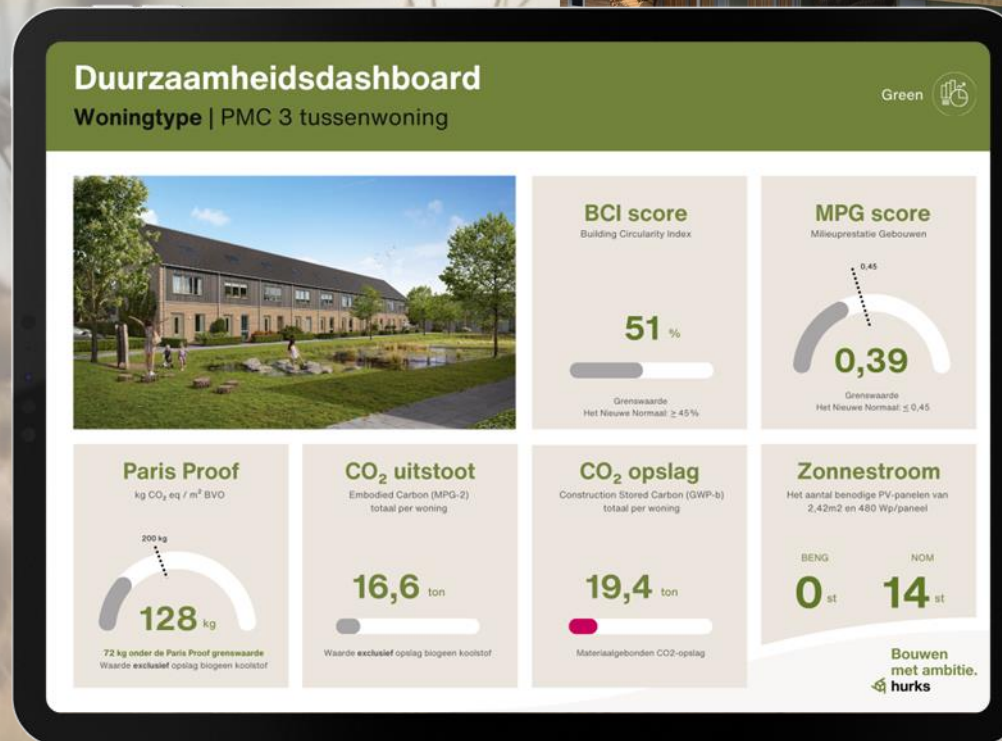 Duurzaamheidsdashboard
Woningtype | PMC 3 tussenwoning
Green
BCI score
Building Circularity Index
51 %
Grenswaarde
Het Nieuwe Normaal: ≥ 45%
MPG score
Milieuprestatie Gebouwen
0,45
0,39
Grenswaarde
Het Nieuwe Normaal: ≤ 0,45
Paris Proof
kg CO₂ eq / m² BVO
200 kg
128 kg
72 kg onder de Paris Proof grenswaarde
Waarde exclusief opslag biogeen koolstof
CO₂ uitstoot
Embodied Carbon (MPG-2)
totaal per woning
16,6 ton
Waarde exclusief opslag biogeen koolstof
CO₂ opslag
Construction Stored Carbon (GWP-b)
totaal per woning
19,4 ton
Materiaalgebonden CO2-opslag
Zonnestroom
Het aantal benodige PV-panelen van
2,42m2 en 480 Wp/paneel
BENG NOM
0 st 14 st
Bouwen
met ambitie.
hurks